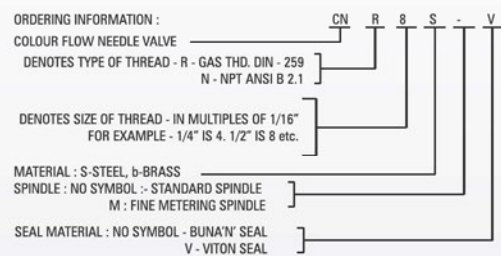 ORDERING INFORMATION : CN R 8 S - V
COLOUR FLOW NEEDLE VALVE
DENOTES TYPE OF THREAD - R - GAS THD. DIN - 259
N - NPT ANSI B 2.1
DENOTES SIZE OF THREAD - IN MULTIPLES OF 1/16"
FOR EXAMPLE - 1/4" IS 4. 1/2" IS 8 etc.
MATERIAL : S-STEEL, b-BRASS
SPINDLE : NO SYMBOL :- STANDARD SPINDLE
M : FINE METERING SPINDLE
SEAL MATERIAL : NO SYMBOL - BUNA'N' SEAL
V - VITON SEAL